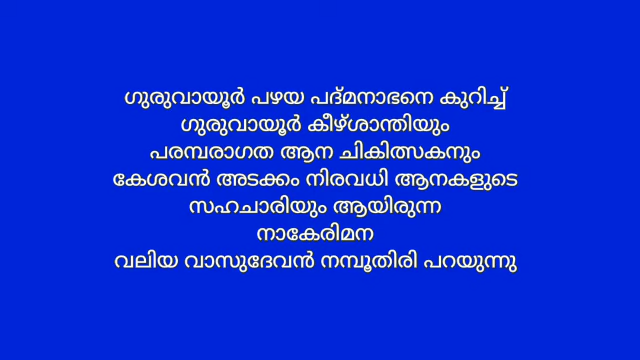 ഗുരുവായൂർ പഴയ പദ്മനാഭനെ കുറിച്ച്
ഗുരുവായൂർ കീഴ്ശാന്തിയും
പരമ്പരാഗത ആന ചികിത്സകനും
കേശവൻ അടക്കം നിരവധി ആനകളുടെ
സഹചാരിയും ആയിരുന്ന
നാകേരിമന
വലിയ വാസുദേവൻ നമ്പൂതിരി പറയുന്നു